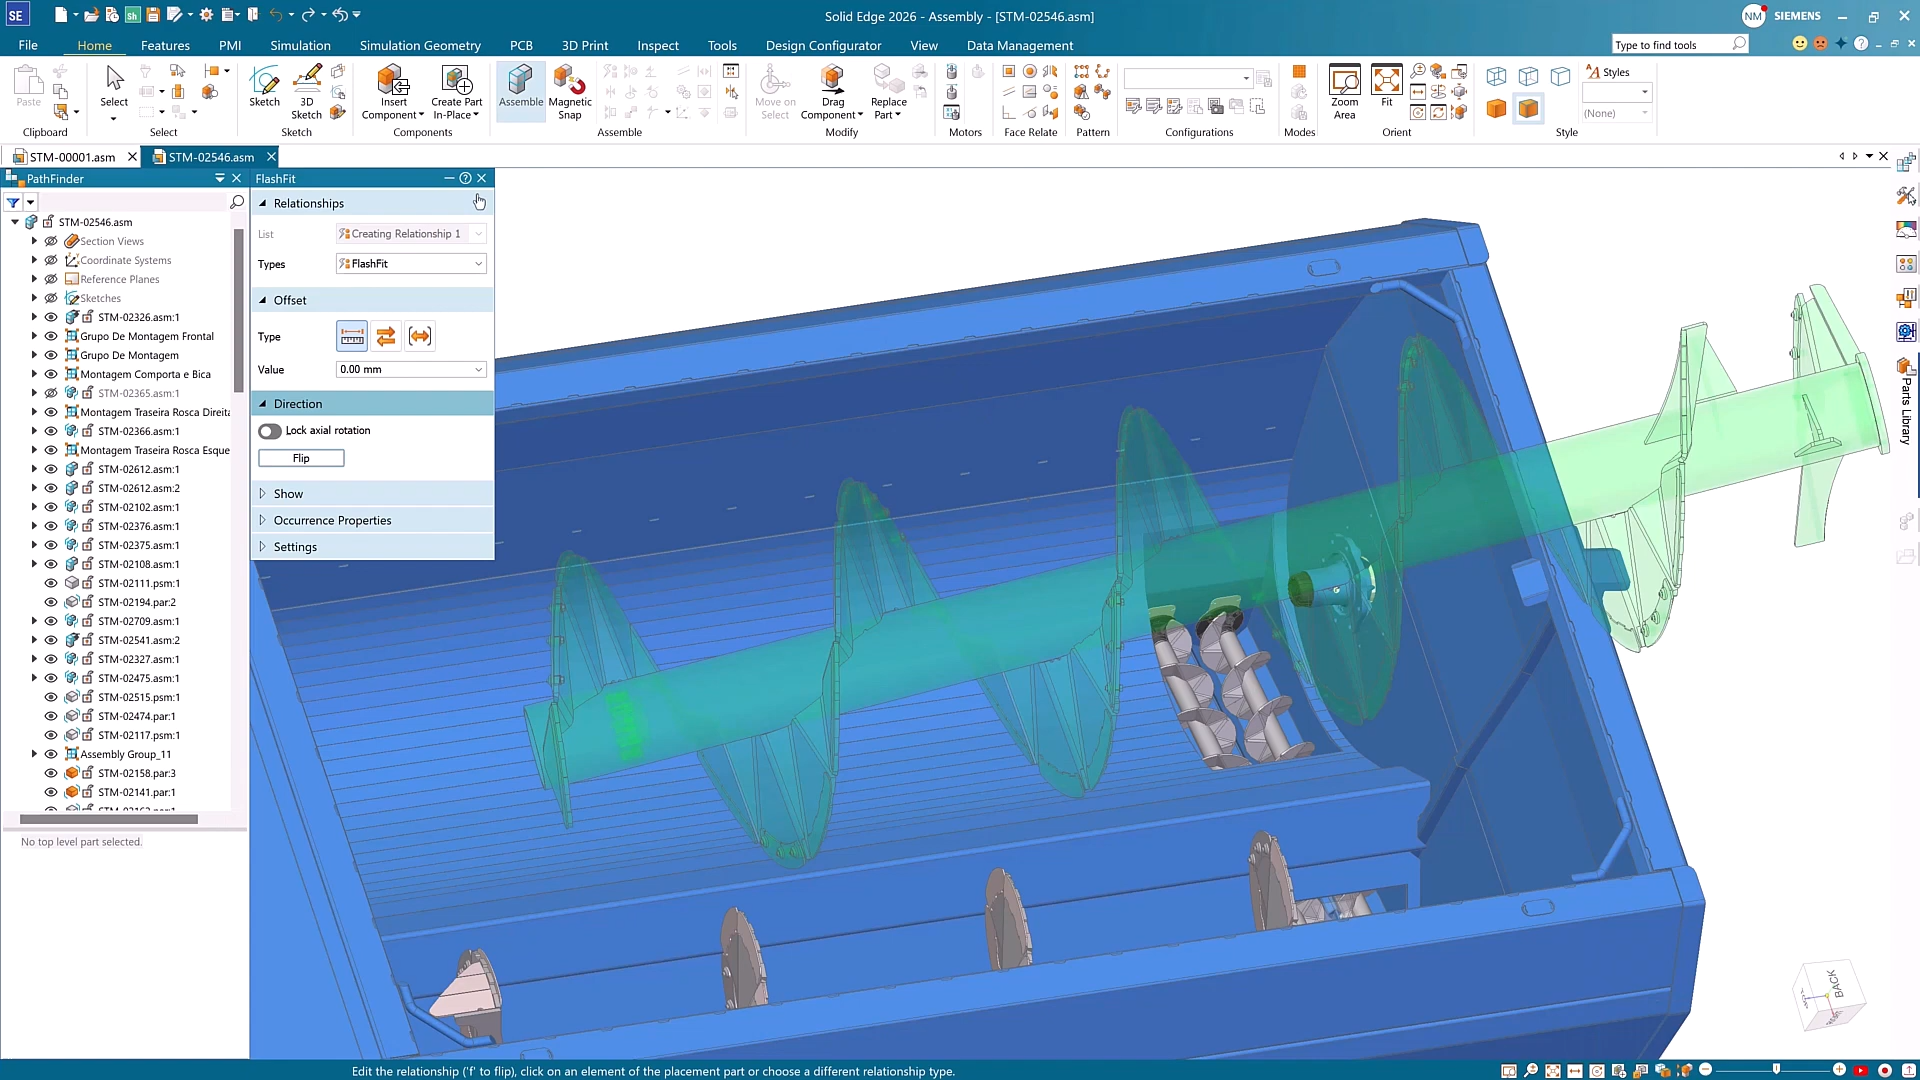 SE
Sh
Solid Edge 2026 - Assembly - [STM-02546.asm]
NM
SIEMENS
File
Home
Features
PMI
Simulation
Simulation Geometry
PCB
3D Print
Inspect
Tools
Design Configurator
View
Data Management
Type to find tools
Paste
Select
Sketch
3D Sketch
Insert Component
Create Part In-Place
Assemble
Magnetic Snap
Move on Select
Drag Component
Replace Part
Zoom Area
Fit
Styles
(None)
Clipboard
Select
Sketch
Components
Assemble
Modify
Motors
Face Relate
Pattern
Configurations
Modes
Orient
Style
STM-00001.asm
STM-02546.asm
PathFinder
STM-02546.asm
Section Views
Coordinate Systems
Reference Planes
Sketches
STM-02326.asm:1
Grupo De Montagem Frontal
Grupo De Montagem
Montagem Comporta e Bica
STM-02365.asm:1
Montagem Traseira Rosca Direita
STM-02366.asm:1
Montagem Traseira Rosca Esque
STM-02612.asm:1
STM-02612.asm:2
STM-02102.asm:1
STM-02376.asm:1
STM-02375.asm:1
STM-02108.asm:1
STM-02111.psm:1
STM-02194.par:2
STM-02709.asm:1
STM-02541.asm:2
STM-02327.asm:1
STM-02475.asm:1
STM-02515.psm:1
STM-02474.par:1
STM-02117.psm:1
Assembly Group_11
STM-02158.par:3
STM-02141.par:1
No top level part selected.
FlashFit
Relationships
List
Creating Relationship 1
Types
FlashFit
Offset
Type
Value
0.00 mm
Direction
Lock axial rotation
Flip
Show
Occurrence Properties
Settings
Parts Library
BACK
Edit the relationship ('f' to flip), click on an element of the placement part or choose a different relationship type.